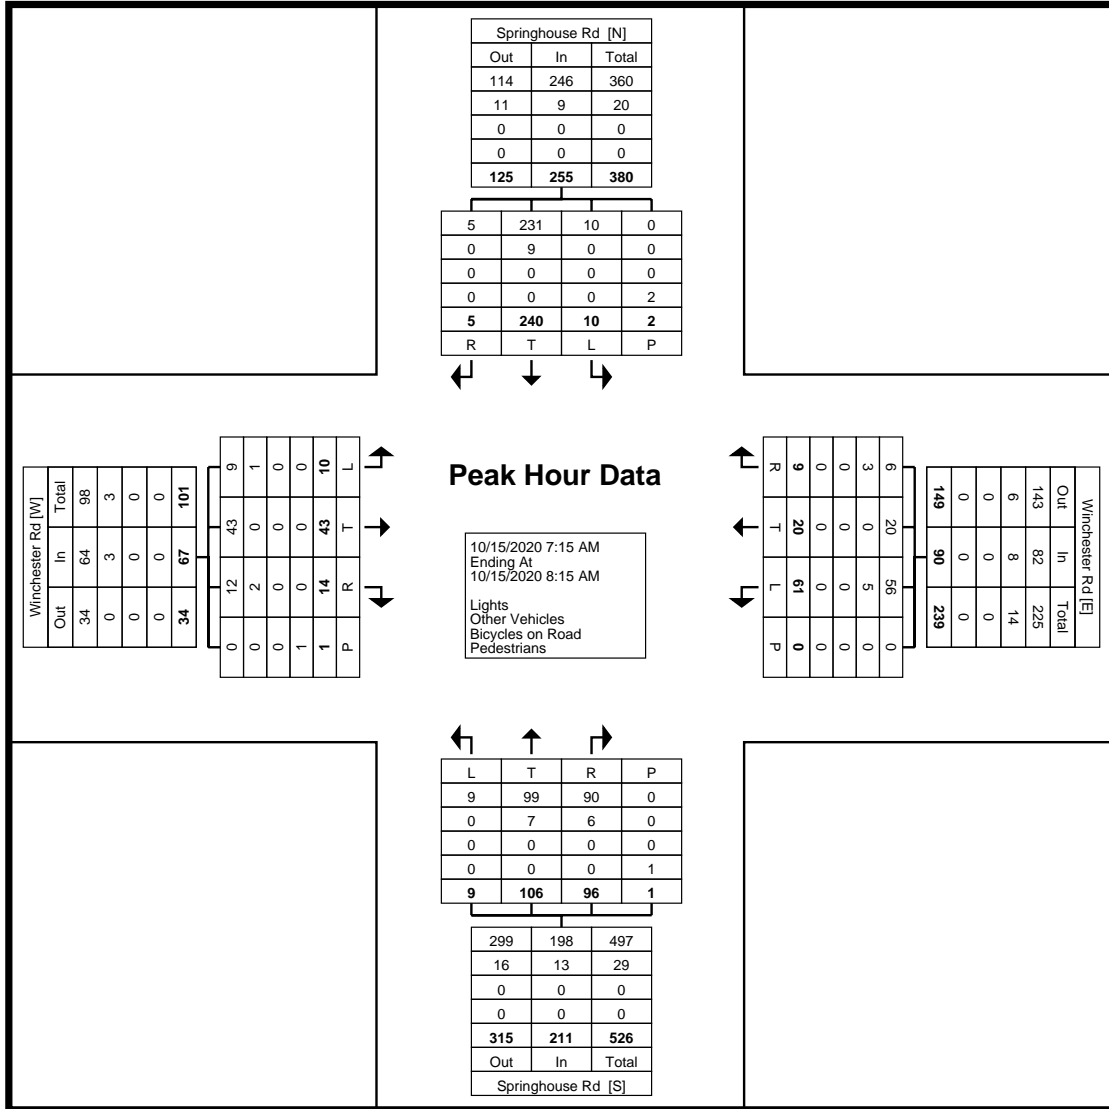 Springhouse Rd [N]
Out In Total
114 246 360
11 9 20
0 0 0
0 0 0
125 255 380
5 231 10 0
0 9 0 0
0 0 0 0
0 0 0 2
5 240 10 2
R T L P
Winchester Rd [W]
Total In Out
98 64 34
3 3 0
0 0 0
0 0 0
101 67 34
9 43 12 0
1 0 2 0
0 0 0 0
0 0 0 1
10 43 14 1
L T R P
Peak Hour Data
10/15/2020 7:15 AM
Ending At
10/15/2020 8:15 AM
Lights
Other Vehicles
Bicycles on Road
Pedestrians
R T L P
9 20 61 0
0 0 0 0
0 0 0 0
3 0 5 0
6 20 56 0
Winchester Rd [E]
Out In Total
143 82 225
6 8 14
0 0 0
0 0 0
149 90 239
L T R P
9 99 90 0
0 7 6 0
0 0 0 0
0 0 0 1
9 106 96 1
299 198 497
16 13 29
0 0 0
0 0 0
315 211 526
Out In Total
Springhouse Rd [S]